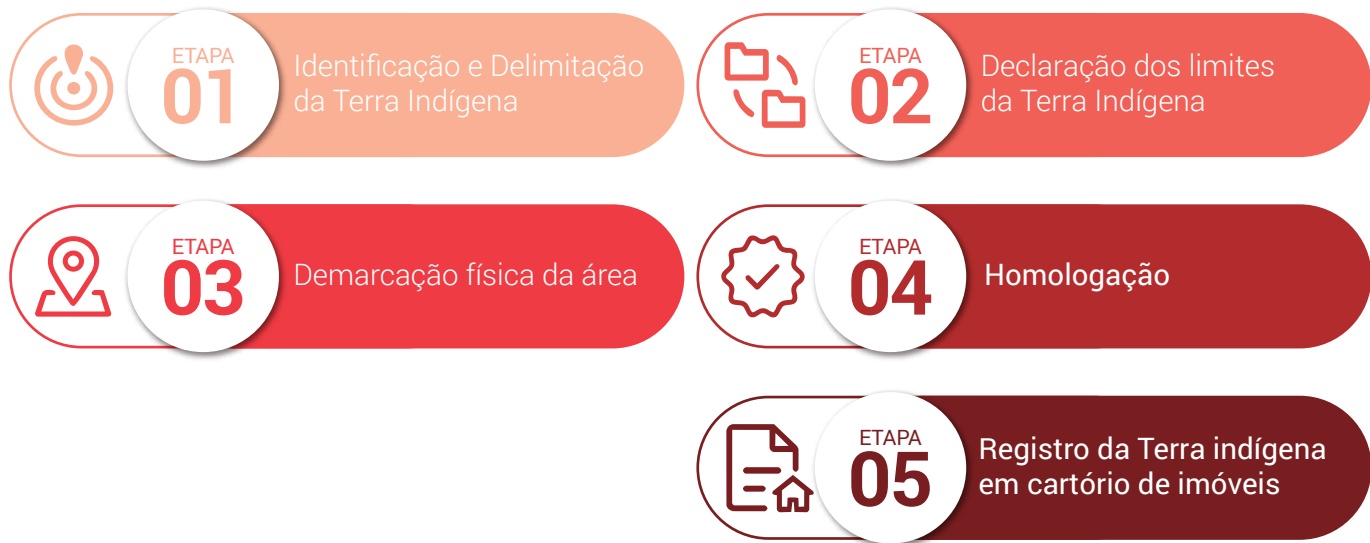 ETAPA
01
Identificação e Delimitação
da Terra Indígena
ETAPA
02
Declaração dos limites
da Terra Indígena
ETAPA
03
Demarcação física da área
ETAPA
04
Homologação
ETAPA
05
Registro da Terra indígena
em cartório de imóveis